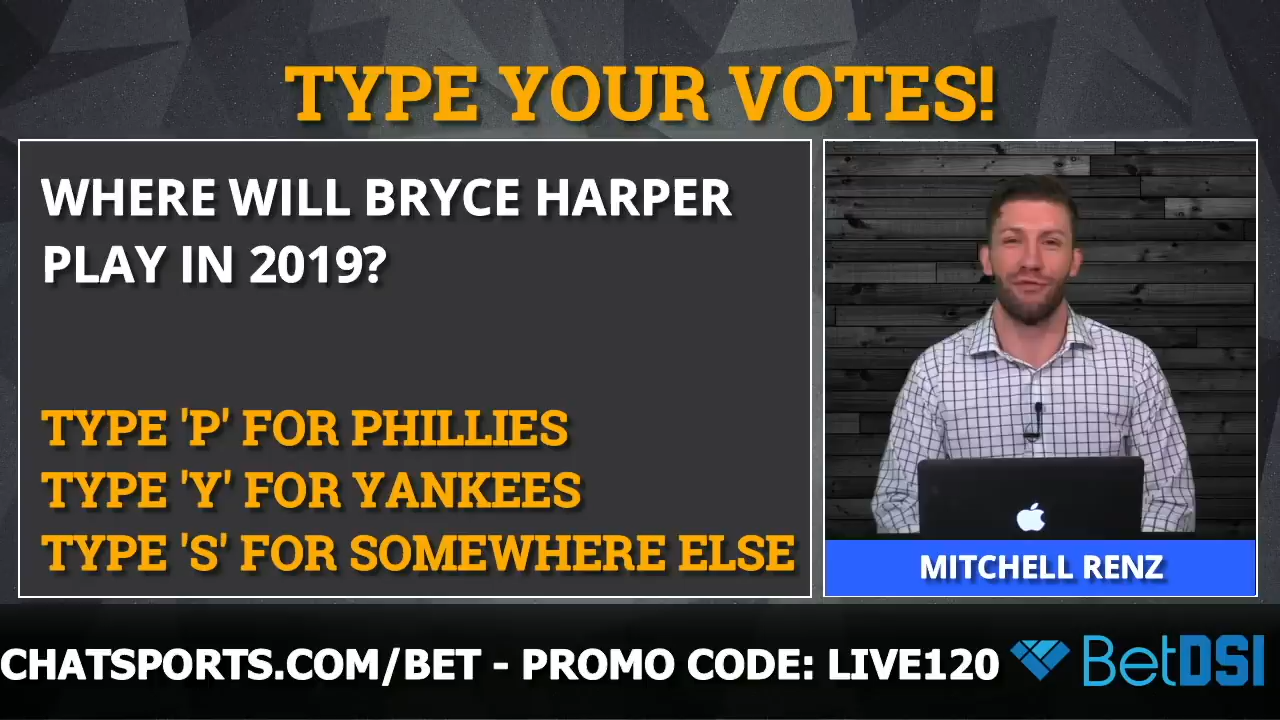 TYPE YOUR VOTES!
WHERE WILL BRYCE HARPER
PLAY IN 2019?
TYPE 'P' FOR PHILLIES
TYPE 'Y' FOR YANKEES
TYPE 'S' FOR SOMEWHERE ELSE
MITCHELL RENZ
CHATSPORTS.COM/BET - PROMO CODE: LIVE120
BetDSI